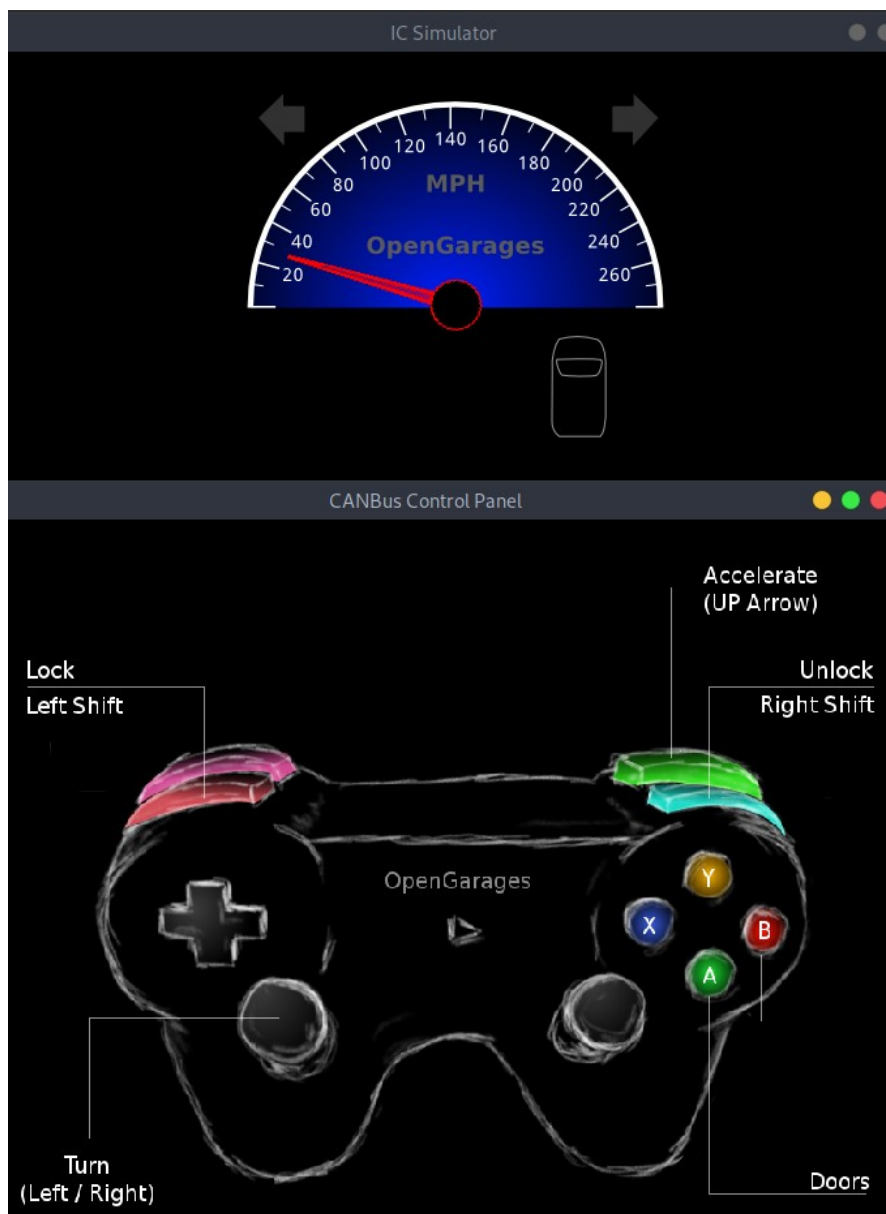 IC Simulator
20
40
60
80
100
120
140
160
180
200
220
240
260
MPH
OpenGarages
CANBus Control Panel
Accelerate
(UP Arrow)
Lock
Left Shift
Unlock
Right Shift
OpenGarages
Y
X
B
A
Turn
(Left / Right)
Doors